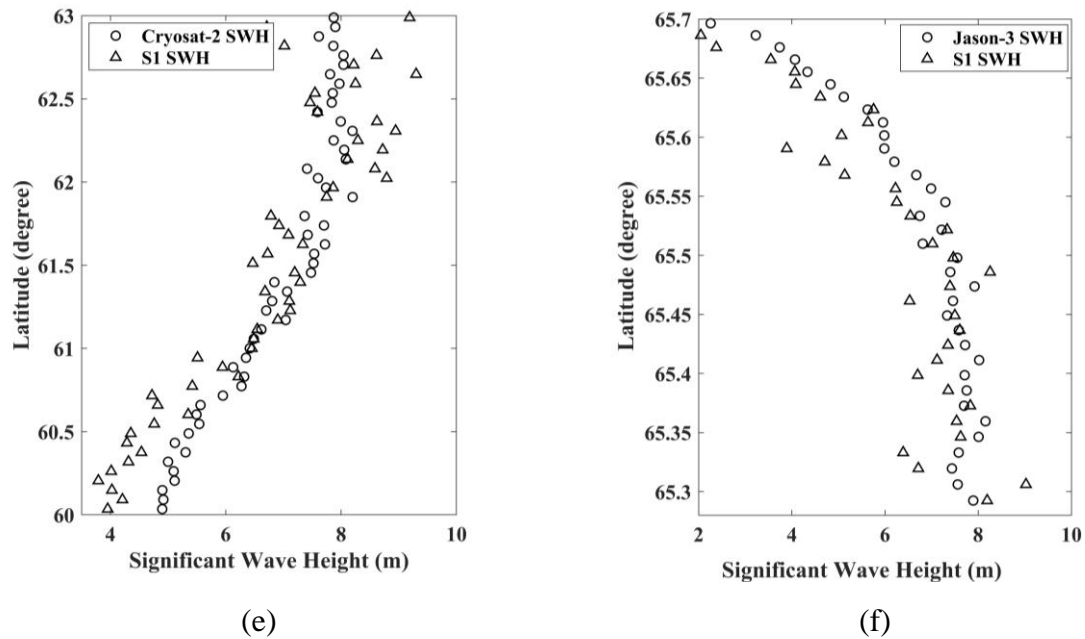 63
62.5
62
61.5
61
60.5
60
4
6
8
10
Latitude (degree)
Significant Wave Height (m)
Cryosat-2 SWH
S1 SWH
(e)
65.7
65.65
65.6
65.55
65.5
65.45
65.4
65.35
65.3
2
4
6
8
10
Latitude (degree)
Significant Wave Height (m)
Jason-3 SWH
S1 SWH
(f)